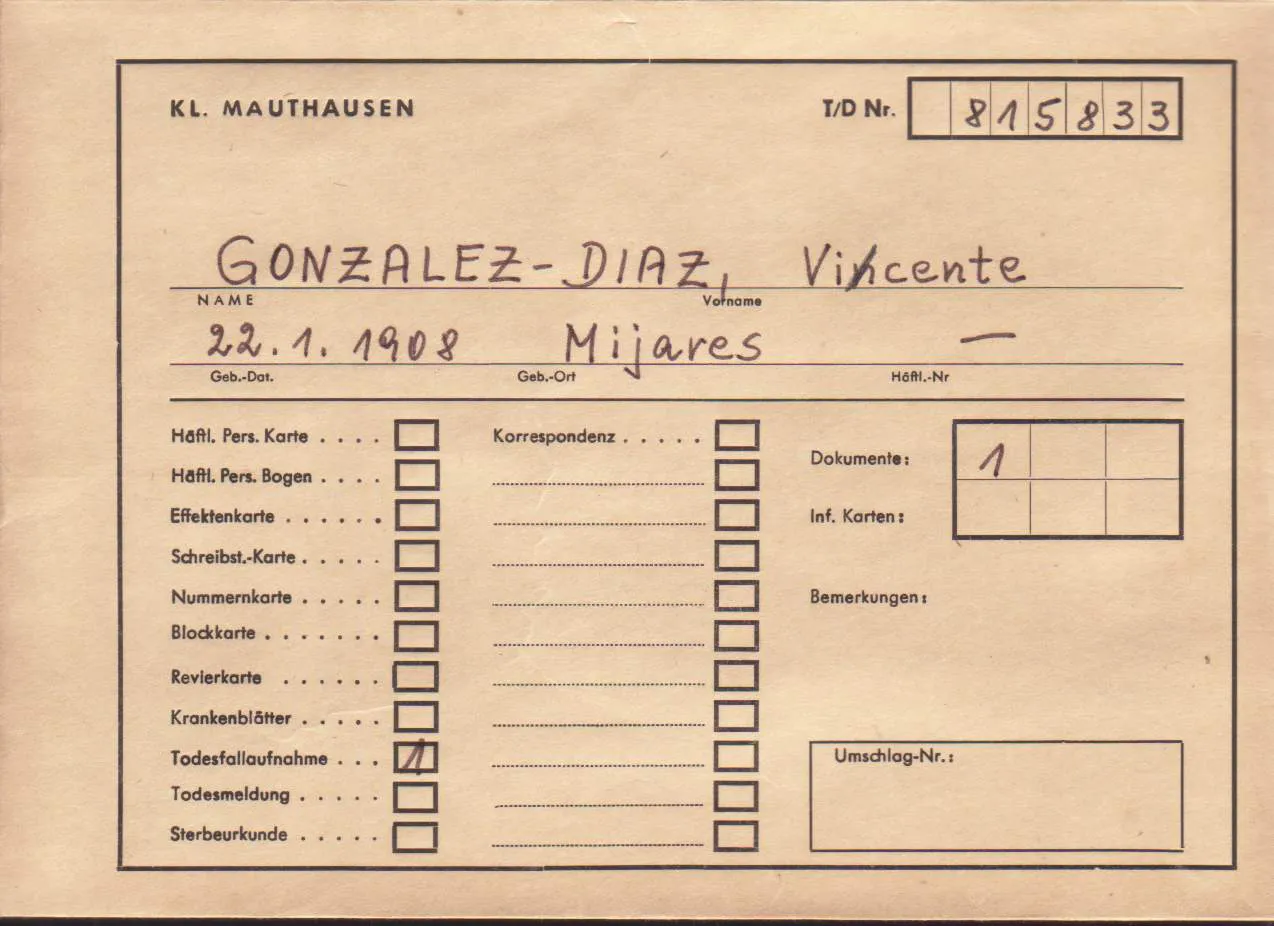 KL. MAUTHAUSEN T/D Nr. 815833
GONZALEZ-DIAZ, Vicente
NAME Vorname
22.1.1908 Mijares —
Geb.-Dat. Geb.-Ort Häftl.-Nr
Häftl. Pers. Karte . . . . Korrespondenz . . . . .
Dokumente: 1
Häftl. Pers. Bogen . . . .
Effektenkarte . . . . . . Inf. Karten:
Schreibst.-Karte . . . . .
Nummernkarte . . . . . Bemerkungen:
Blockkarte . . . . . . .
Revierkarte . . . . . .
Krankenblätter . . . . .
Todesfallaufnahme . . . 1 Umschlag-Nr.:
Todesmeldung . . . . .
Sterbeurkunde . . . . .